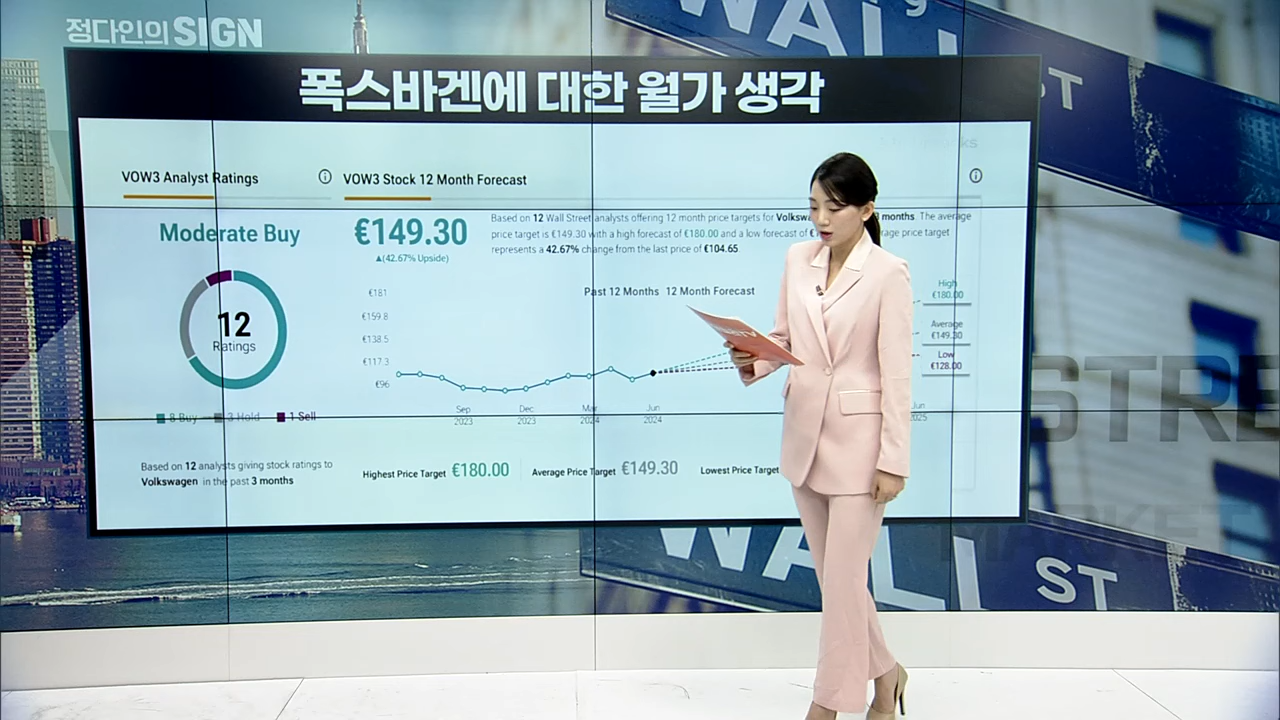 정다인의 SIGN
WALL 9
ST
폭스바겐에 대한 월가 생각
VOW3 Analyst Ratings
VOW3 Stock 12 Month Forecast
Moderate Buy
€149.30
▲(42.67% Upside)
Based on 12 Wall Street analysts offering 12 month price targets for months. The average
price target is €149.30 with a high forecast of €180.00 and a low forecast of price target
represents a 42.67% change from the last price of €104.65
12
Ratings
8 Buy 3 Hold 1 Sell
Past 12 Months 12 Month Forecast
€181
€159.8
€138.5
€117.3
€96
High
€180.00
Average
€149.30
Low
€128.00
Sep
2023
Dec
2023
Mar
2024
Jun
2024
Jun
2025
Based on 12 analysts giving stock ratings to
Volkswagen in the past 3 months
Highest Price Target €180.00
Average Price Target €149.30
Lowest Price Target
STRE
MARKET
WALL ST